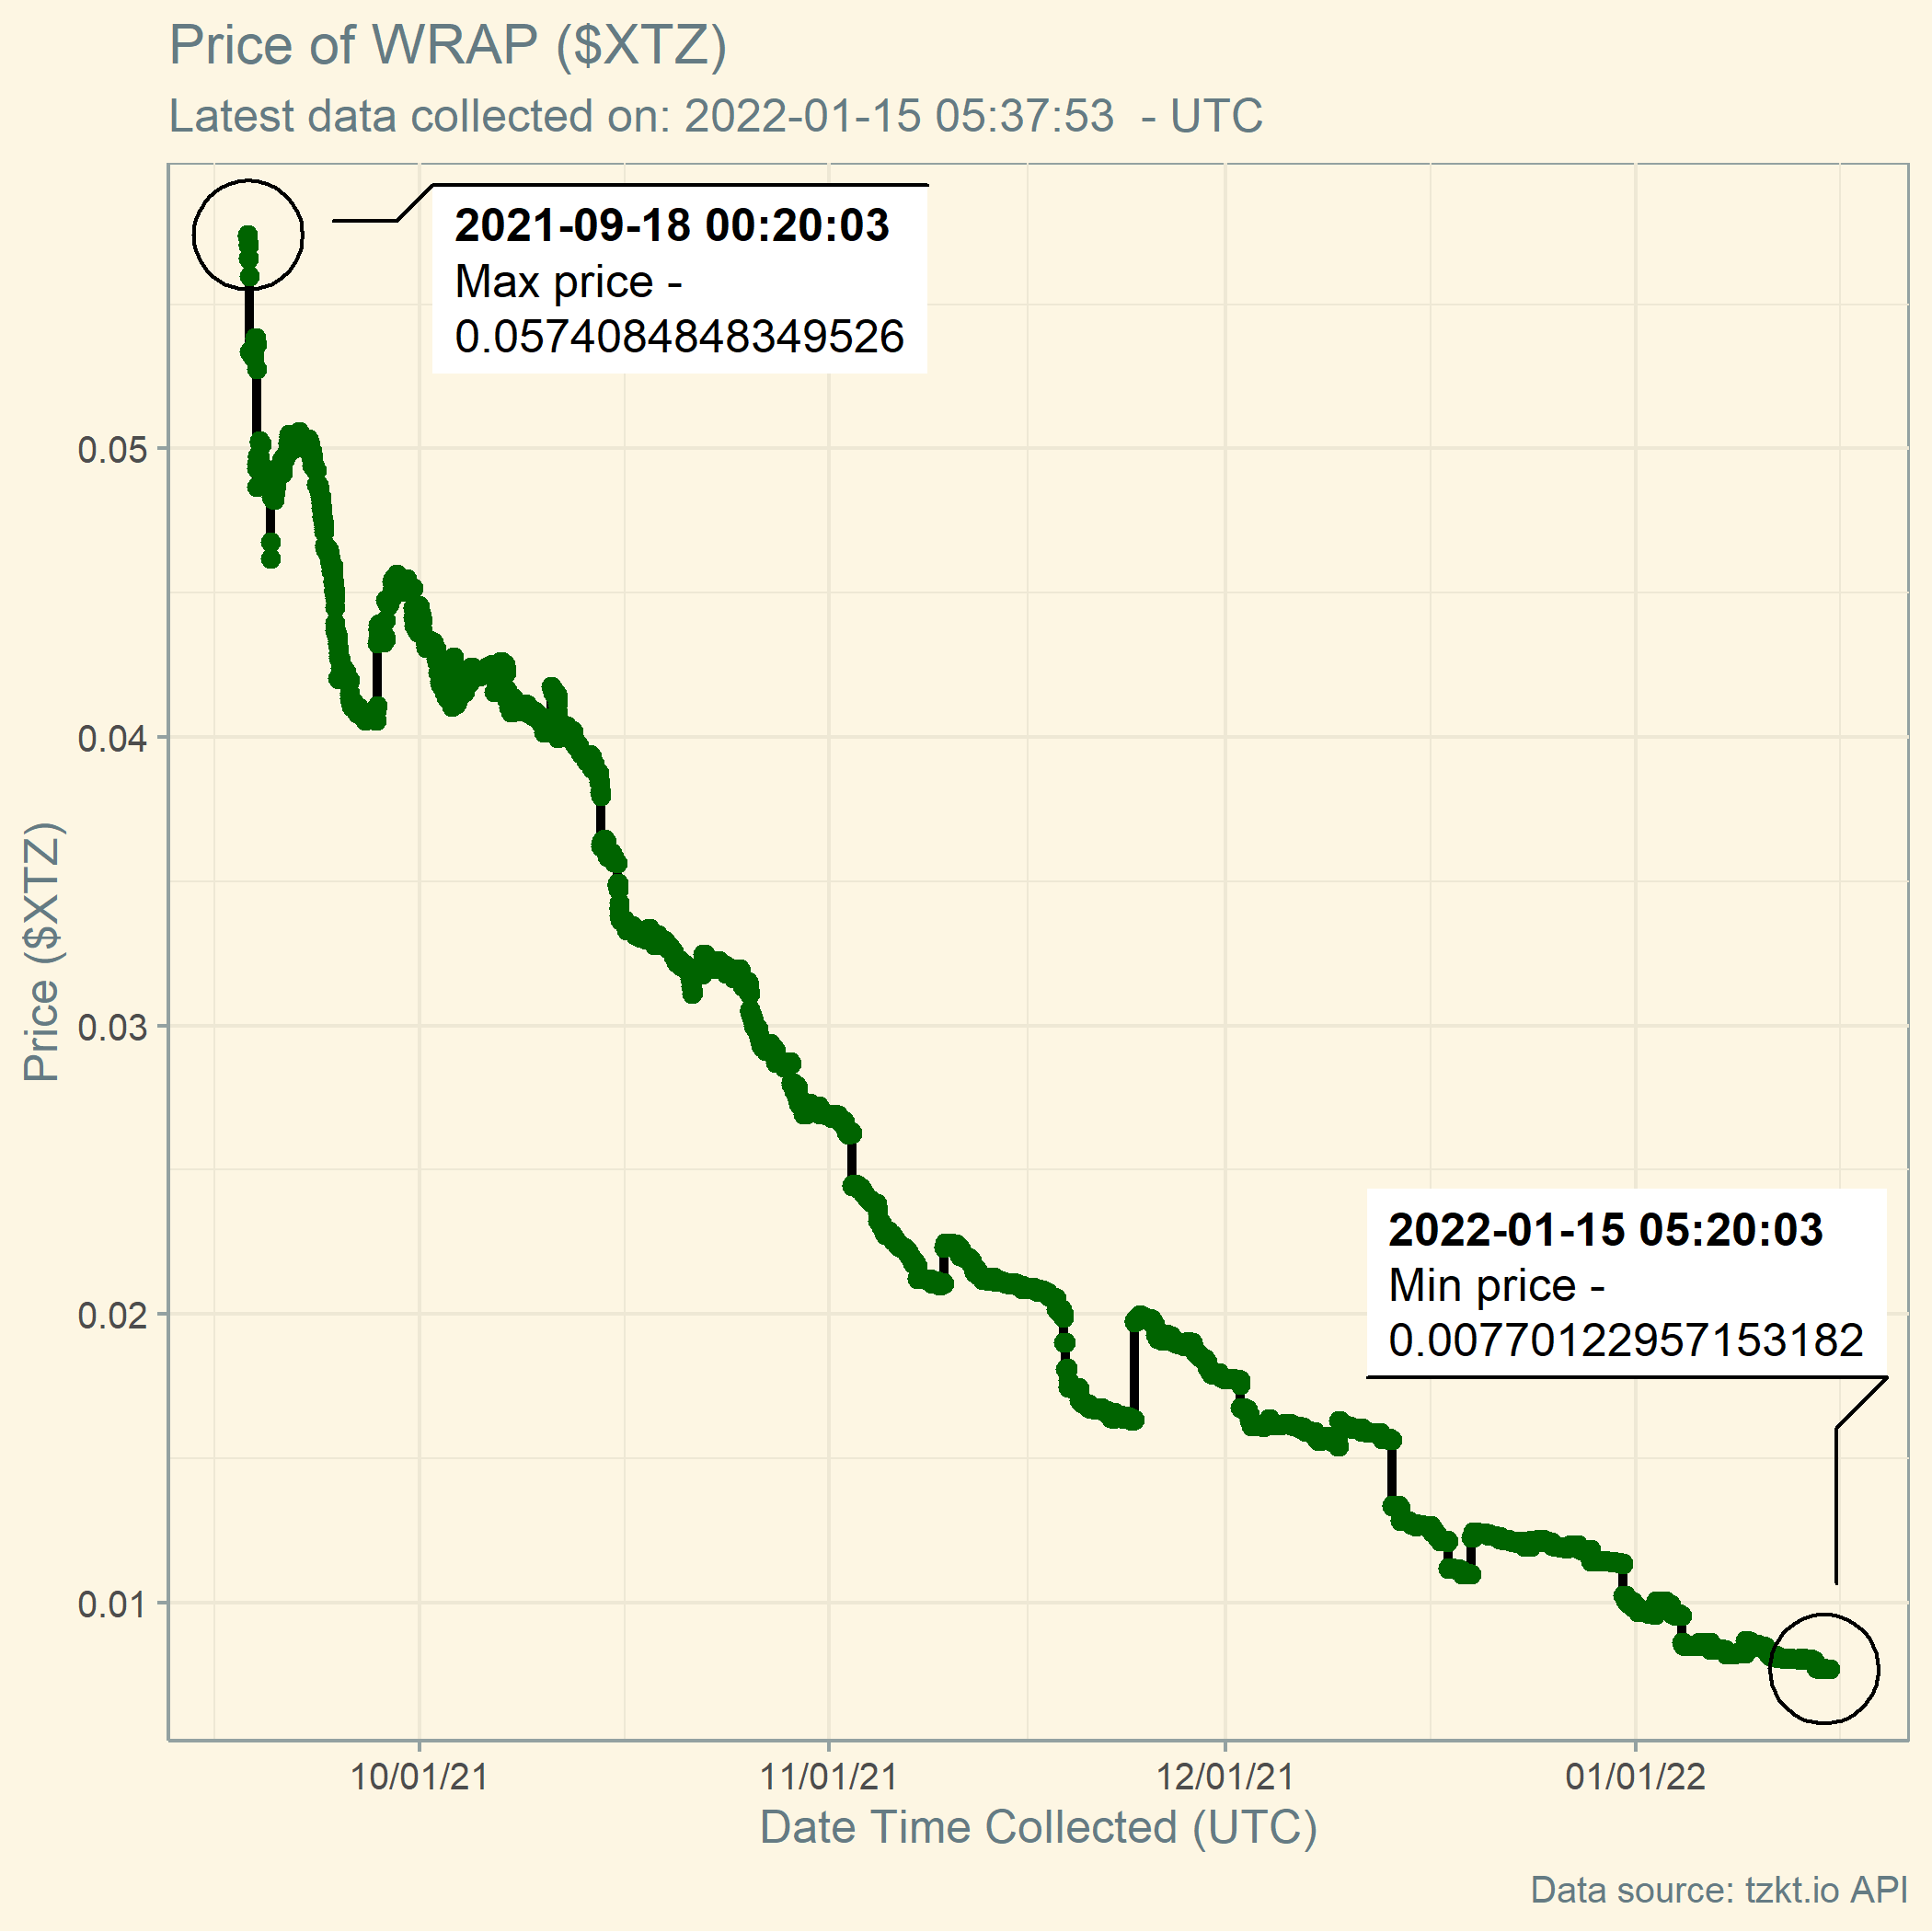 Price of WRAP ($XTZ)
Latest data collected on: 2022-01-15 05:37:53  - UTC
2021-09-18 00:20:03
Max price -
0.0574084848349526
0.05
0.04
0.03
0.02
0.01
Price ($XTZ)
2022-01-15 05:20:03
Min price -
0.00770122957153182
10/01/21
11/01/21
12/01/21
01/01/22
Date Time Collected (UTC)
Data source: tzkt.io API